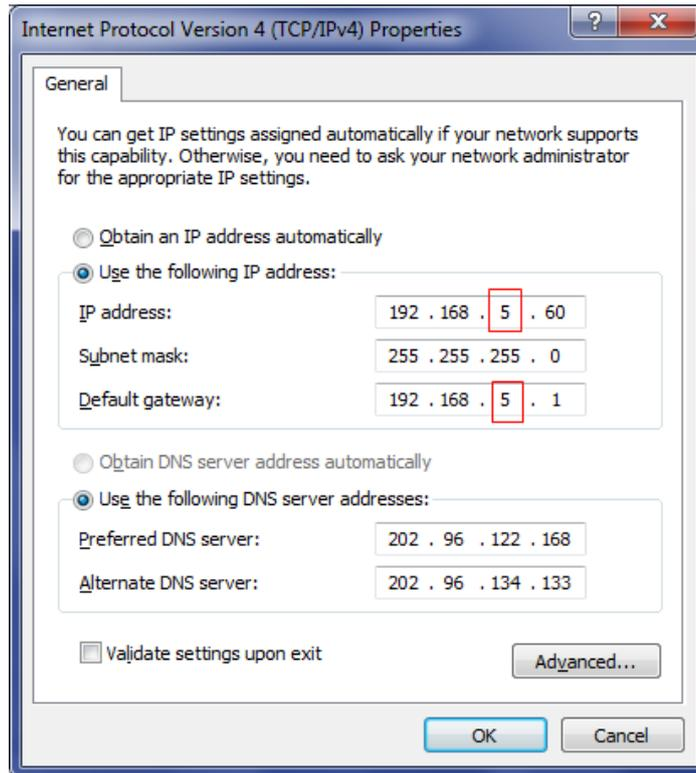 Internet Protocol Version 4 (TCP/IPv4) Properties
General
You can get IP settings assigned automatically if your network supports
this capability. Otherwise, you need to ask your network administrator
for the appropriate IP settings.
Obtain an IP address automatically
Use the following IP address:
IP address: 192 . 168 . 5 . 60
Subnet mask: 255 . 255 . 255 . 0
Default gateway: 192 . 168 . 5 . 1
Obtain DNS server address automatically
Use the following DNS server addresses:
Preferred DNS server: 202 . 96 . 122 . 168
Alternate DNS server: 202 . 96 . 134 . 133
Validate settings upon exit
Advanced...
OK Cancel